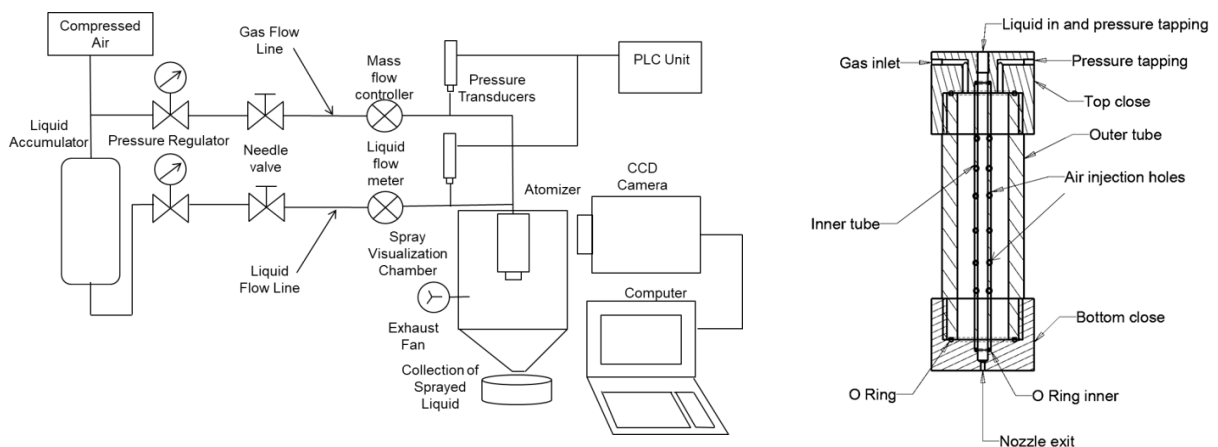 Compressed
Air
Gas Flow
Line
Mass
flow
controller
Pressure
Transducers
PLC Unit
Liquid
Accumulator
Pressure Regulator
Needle
valve
Liquid
flow
meter
Atomizer
CCD
Camera
Spray
Visualization
Chamber
Liquid
Flow Line
Exhaust
Fan
Computer
Collection of
Sprayed
Liquid
Liquid in and pressure tapping
Gas inlet
Pressure tapping
Top close
Outer tube
Air injection holes
Inner tube
Bottom close
O Ring
O Ring inner
Nozzle exit